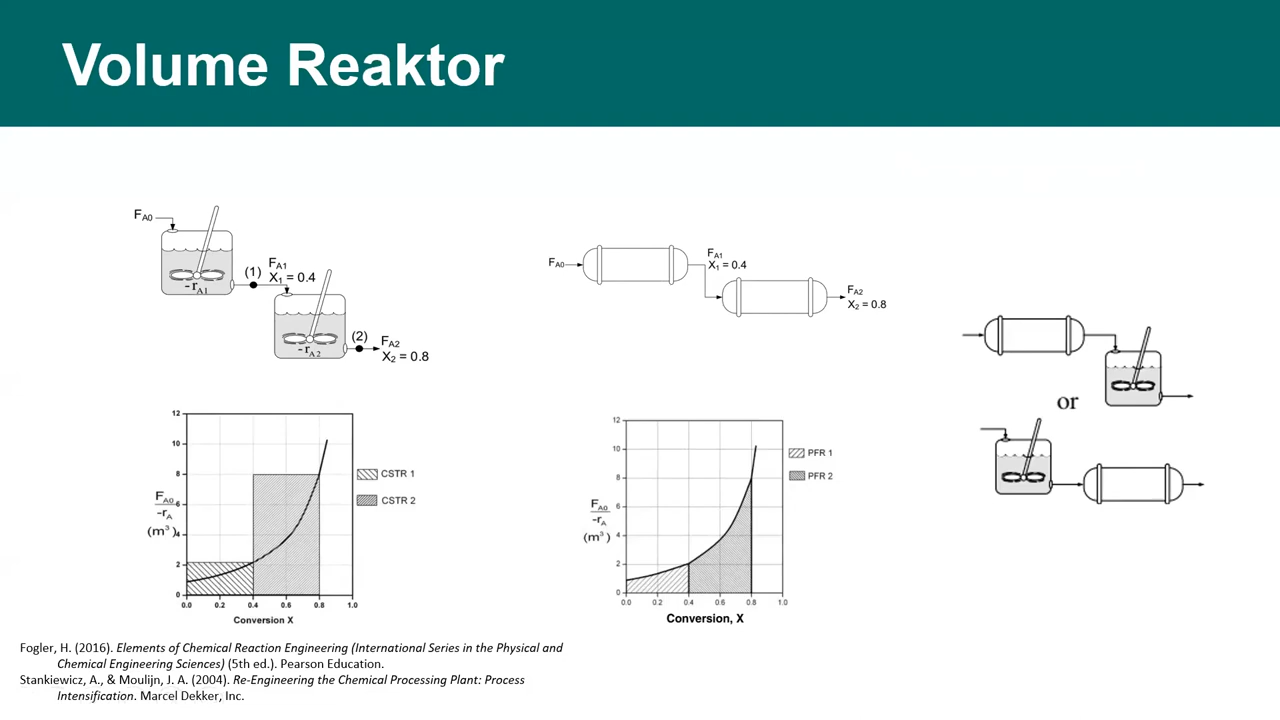 Volume Reaktor
FA0
-rA1
(1)
FA1
X1 = 0.4
-rA2
(2)
FA2
X2 = 0.8
FA0
FA1
X1 = 0.4
FA2
X2 = 0.8
or
12
10
8
6
4
2
0
FA0
-rA
(m³)
0.0 0.2 0.4 0.6 0.8 1.0
Conversion X
CSTR 1
CSTR 2
12
10
8
6
4
2
0
FA0
-rA
(m³)
0.0 0.2 0.4 0.6 0.8 1.0
Conversion, X
PFR 1
PFR 2
Fogler, H. (2016). Elements of Chemical Reaction Engineering (International Series in the Physical and
Chemical Engineering Sciences) (5th ed.). Pearson Education.
Stankiewicz, A., & Moulijn, J. A. (2004). Re-Engineering the Chemical Processing Plant: Process
Intensification. Marcel Dekker, Inc.